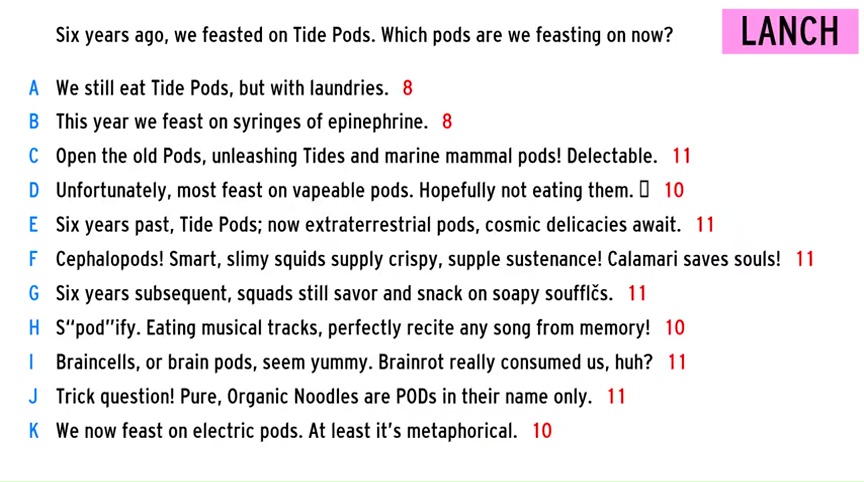 Six years ago, we feasted on Tide Pods. Which pods are we feasting on now?
LANCH
A We still eat Tide Pods, but with laundries. 8
B This year we feast on syringes of epinephrine. 8
C Open the old Pods, unleashing Tides and marine mammal pods! Delectable. 11
D Unfortunately, most feast on vapeable pods. Hopefully not eating them. ▯ 10
E Six years past, Tide Pods; now extraterrestrial pods, cosmic delicacies await. 11
F Cephalopods! Smart, slimy squids supply crispy, supple sustenance! Calamari saves souls! 11
G Six years subsequent, squads still savor and snack on soapy soufflčs. 11
H S“pod”ify. Eating musical tracks, perfectly recite any song from memory! 10
I Braincells, or brain pods, seem yummy. Brainrot really consumed us, huh? 11
J Trick question! Pure, Organic Noodles are PODs in their name only. 11
K We now feast on electric pods. At least it's metaphorical. 10